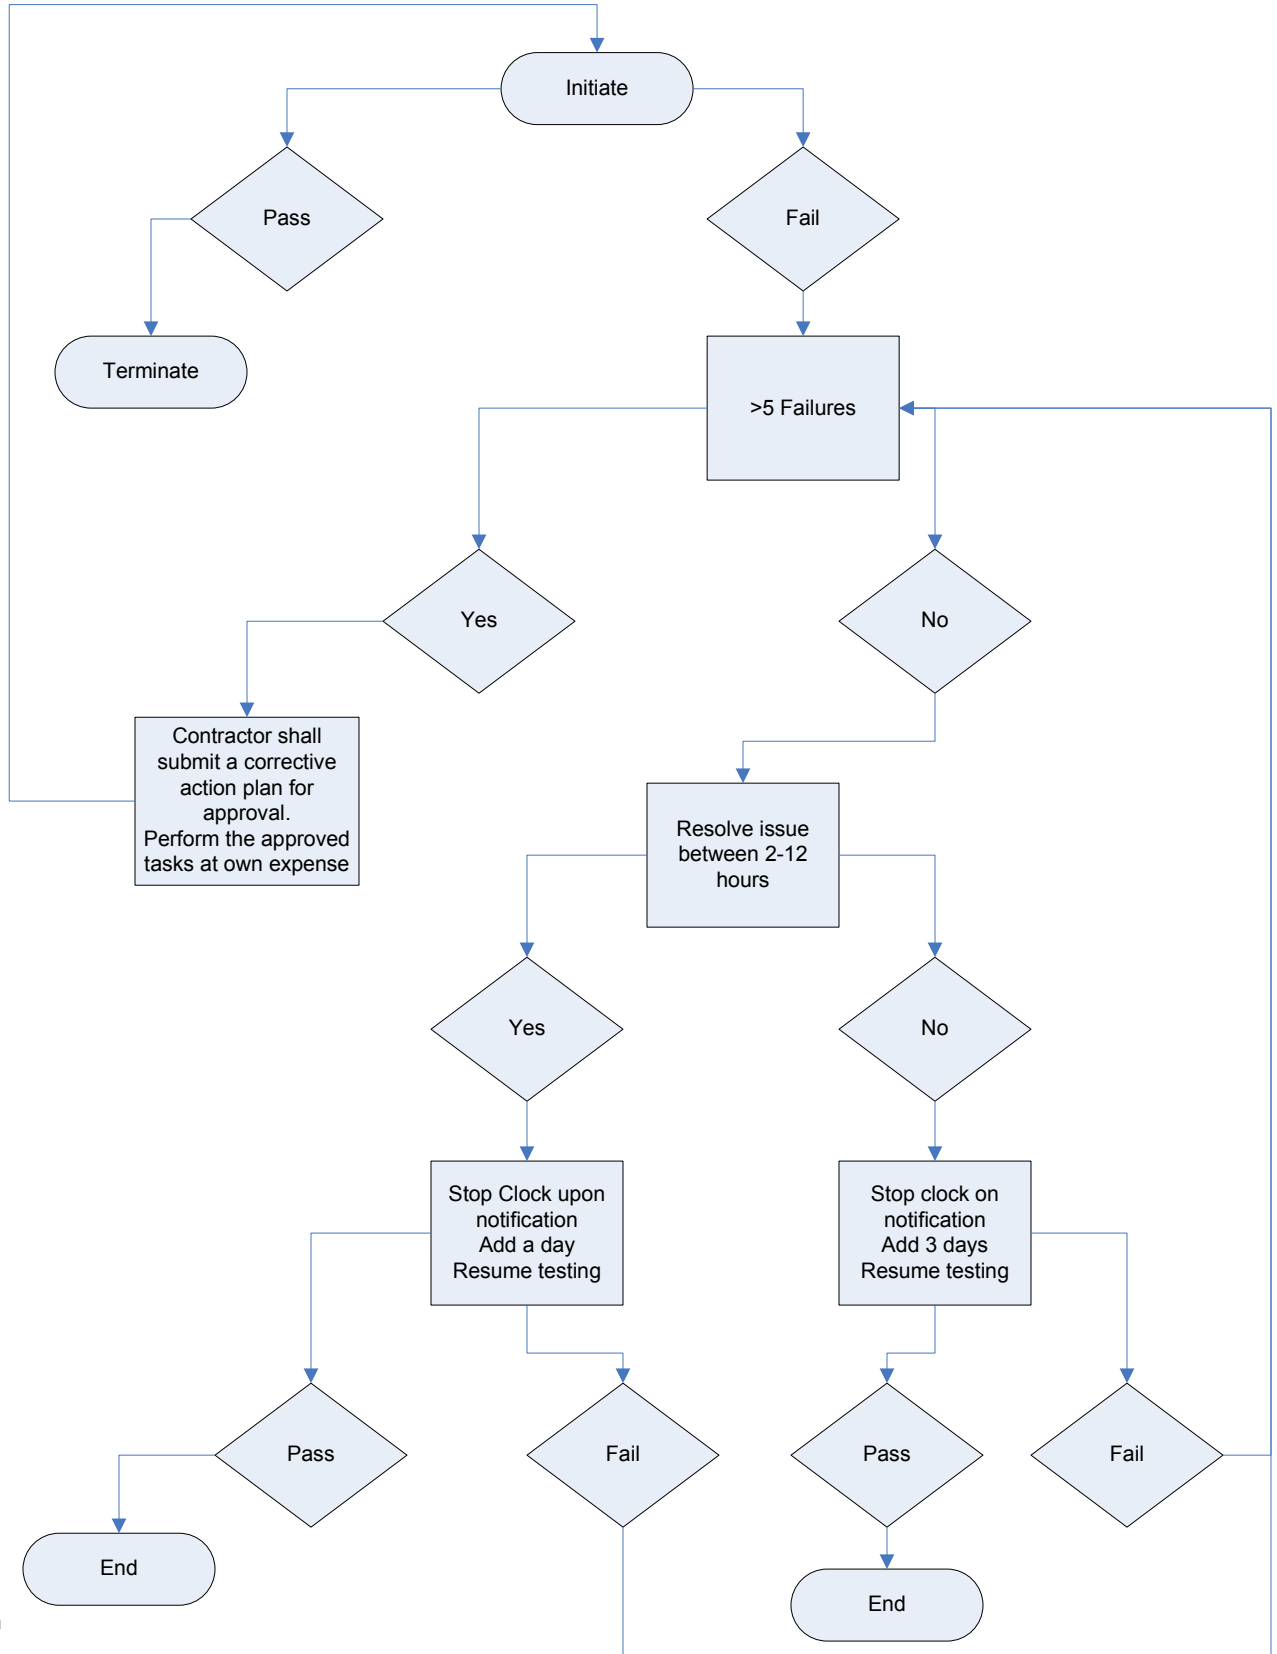 Initiate
Pass
Fail
Terminate
>5 Failures
Yes
No
Contractor shall
submit a corrective
action plan for
approval.
Perform the approved
tasks at own expense
Resolve issue
between 2-12
hours
Yes
No
Stop Clock upon
notification
Add a day
Resume testing
Stop clock on
notification
Add 3 days
Resume testing
Pass
Fail
Pass
Fail
End
End